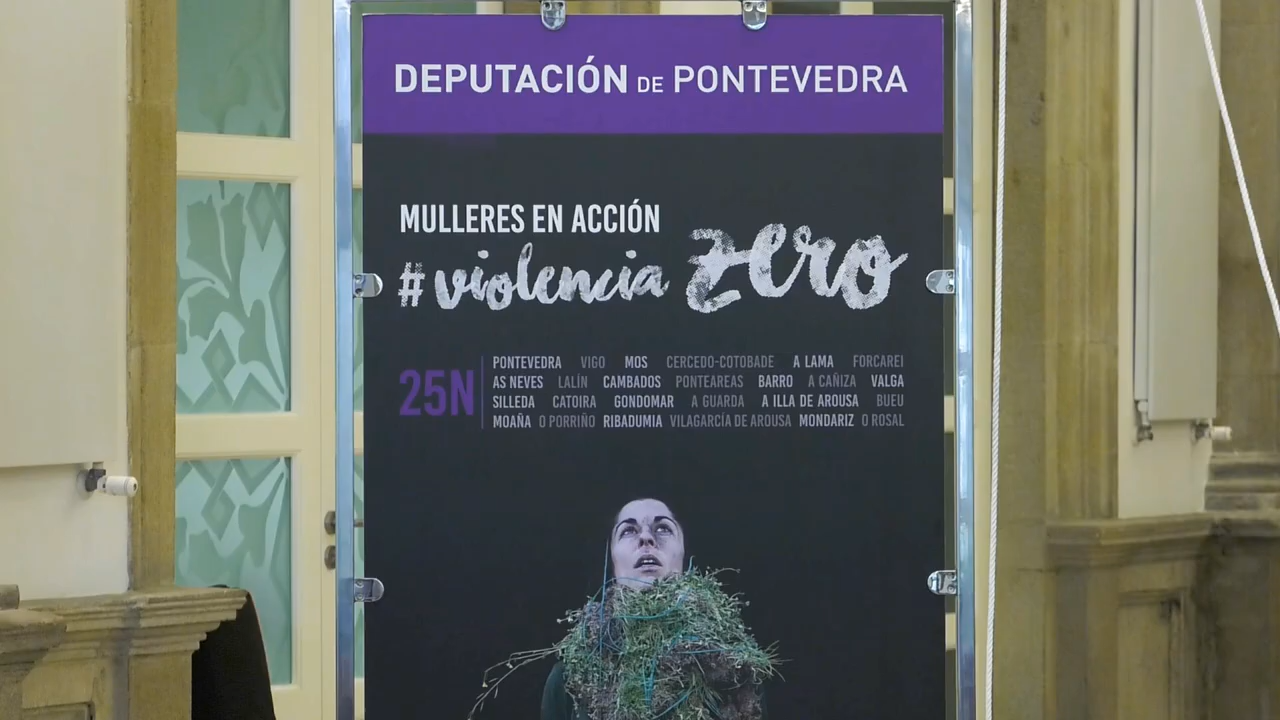 DEPUTACIÓN DE PONTEVEDRA
MULLERES EN ACCIÓN
#violencia zero
25N
PONTEVEDRA VIGO MOS CERCEDO-COTOBADE A LAMA FORCAREI
AS NEVES LALÍN CAMBADOS PONTEAREAS BARRO A CAÑIZA VALGA
SILLEDA CATOIRA GONDOMAR A GUARDA A ILLA DE AROUSA BUEU
MOAÑA O PORRIÑO RIBADUMIA VILAGARCÍA DE AROUSA MONDARIZ O ROSAL